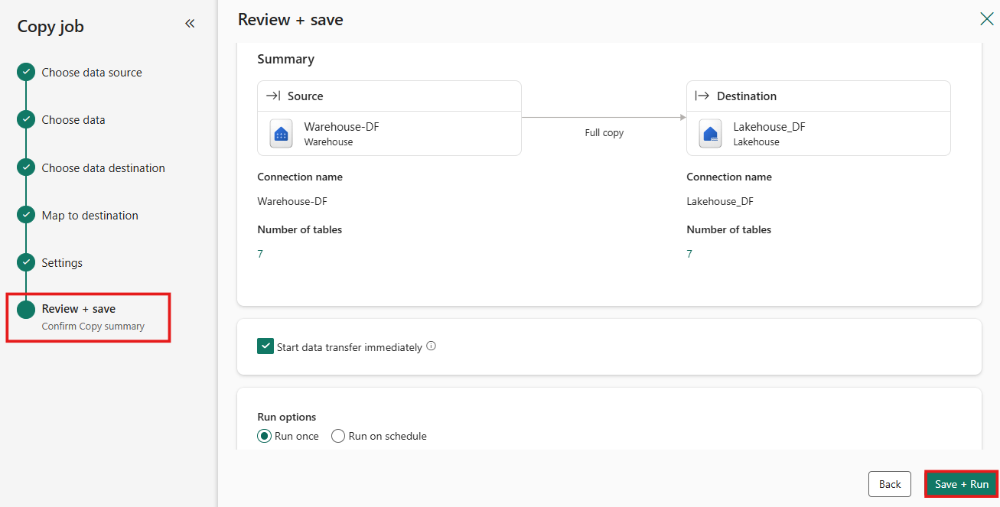 Copy job
Choose data source
Choose data
Choose data destination
Map to destination
Settings
Review + save
Confirm Copy summary
Review + save
Summary
Source
Warehouse-DF
Warehouse
Full copy
Destination
Lakehouse_DF
Lakehouse
Connection name
Warehouse-DF
Number of tables
7
Connection name
Lakehouse_DF
Number of tables
7
Start data transfer immediately
Run options
Run once
Run on schedule
Back
Save + Run